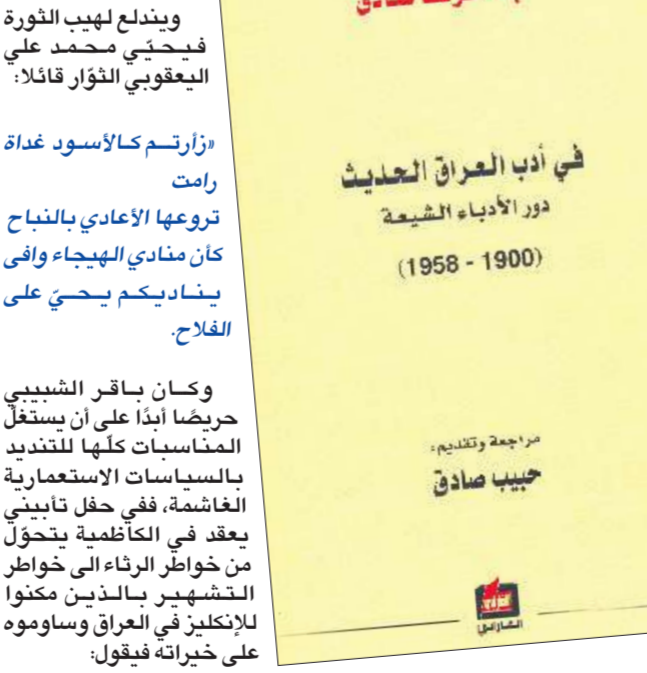 ويندلع لهيب الثورة
فيحيّي محمد علي
اليعقوبي الثوّار قائلا:
«زأرتم كالأسود غداة
رامت
تروعها الأعادي بالنباح
كأن منادي الهيجاء وافى
يناديكم يحيّ على
الفلاح.
وكان باقر الشبيبي
حريصًا أبدًا على أن يستغلّ
المناسبات كلّها للتنديد
بالسياسات الاستعمارية
الغاشمة، ففي حفل تأبيني
يعقد في الكاظمية يتحوّل
من خواطر الرثاء الى خواطر
التشهير بالذين مكنوا
للإنكليز في العراق وساوموه
على خيراته فيقول:
في أدب العراق الحديث
دور الأدباء الشيعة
(1900 - 1958)
مراجعة وتقديم:
حبيب صادق
الفارابي